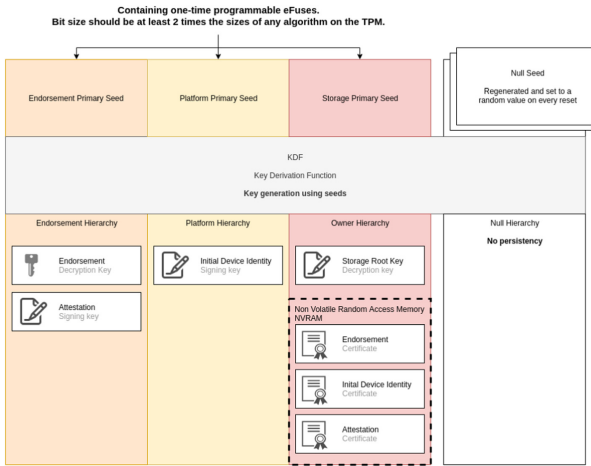 Containing one-time programmable eFuses.
Bit size should be at least 2 times the sizes of any algorithm on the TPM.
Endorsement Primary Seed
Platform Primary Seed
Storage Primary Seed
Null Seed
Regenerated and set to a
random value on every reset
KDF
Key Derivation Function
Key generation using seeds
Endorsement Hierarchy
Endorsement
Decryption Key
Attestation
Signing key
Platform Hierarchy
Initial Device Identity
Signing key
Owner Hierarchy
Storage Root Key
Decryption key
Non Volatile Random Access Memory
NVRAM
Endorsement
Certificate
Inital Device Identity
Certificate
Attestation
Certificate
Null Hierarchy
No persistency